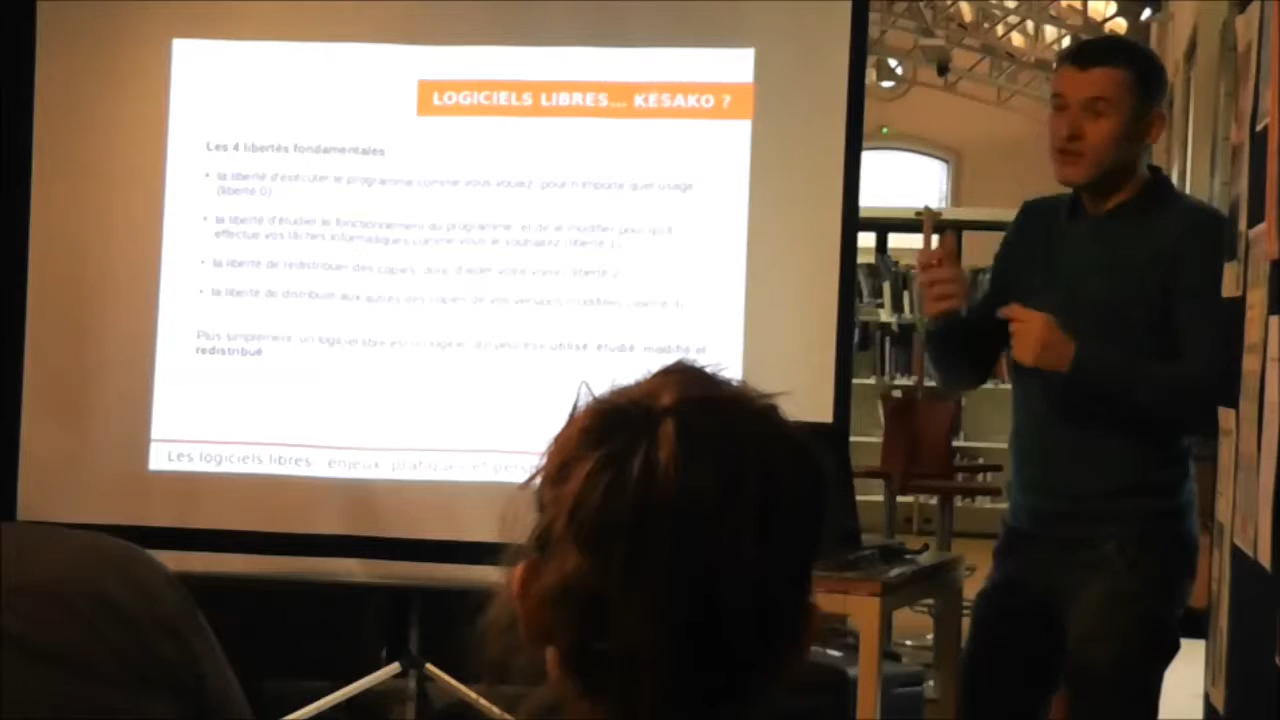 LOGICIELS LIBRES... KÉSAKO ?
Les 4 libertés fondamentales
la liberté d'exécuter le programme comme vous voulez, pour n'importe quel usage
(liberté 0)
la liberté d'étudier le fonctionnement du programme, et de le modifier pour qu'il
effectue vos tâches informatiques comme vous le souhaitez (liberté 1)
la liberté de redistribuer des copies, donc d'aider votre voisin (liberté 2)
la liberté de distribuer aux autres des copies de vos versions modifiées
Plus simplement, un logiciel libre est un logiciel qui peut être utilisé, étudié, modifié et
redistribué
Les logiciels libres : enjeux, pratiques et